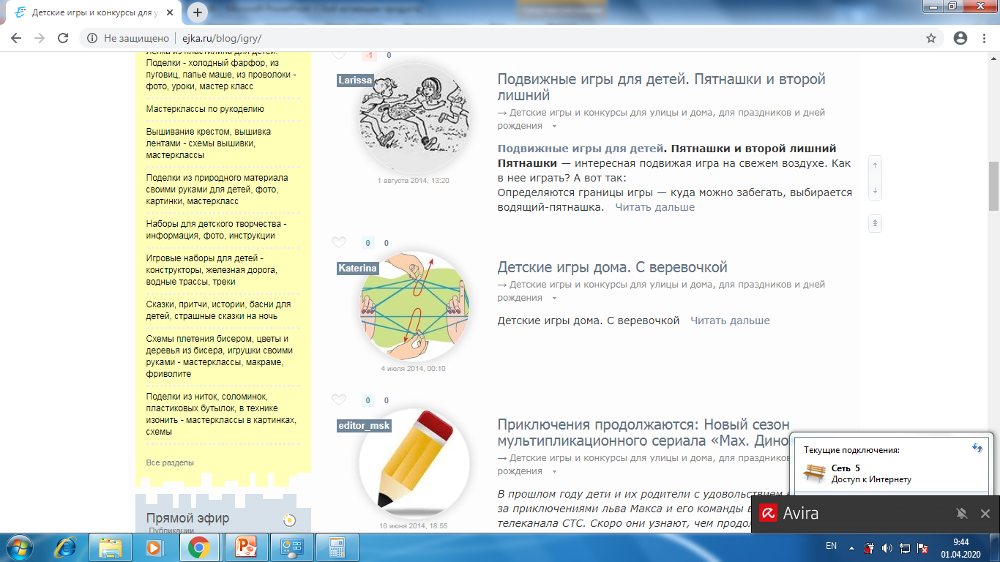 Детские игры и конкурсы для у
Не защищено
ejka.ru/blog/igry/
Лепка из пластилина для детей.
Поделки - холодный фарфор, из
пуговиц, папье маше, из проволоки -
фото, уроки, мастер класс
Мастерклассы по рукоделию
Вышивание крестом, вышивка
лентами - схемы вышивки,
мастерклассы
Поделки из природного материала
своими руками для детей, фото,
картинки, мастеркласс
Наборы для детского творчества -
информация, фото, инструкции
Игровые наборы для детей -
конструкторы, железная дорога,
водные трассы, треки
Сказки, притчи, истории, басни для
детей, страшные сказки на ночь
Схемы плетения бисером, цветы и
деревья из бисера, игрушки своими
руками - мастерклассы, макраме,
фриволите
Поделки из ниток, соломинок,
пластиковых бутылок, в технике
изонить - мастерклассы в картинках,
схемы
Все разделы
Прямой эфир
Публикации
-1 0
Larissa
1 августа 2014, 13:20
Подвижные игры для детей. Пятнашки и второй
лишний
→ Детские игры и конкурсы для улицы и дома, для праздников и дней
рождения
Подвижные игры для детей. Пятнашки и второй лишний
Пятнашки — интересная подвижая игра на свежем воздухе. Как
в нее играть? А вот так:
Определяются границы игры — куда можно забегать, выбирается
водящий-пятнашка. Читать дальше
0 0
Katerina
4 июля 2014, 00:10
Детские игры дома. С веревочкой
→ Детские игры и конкурсы для улицы и дома, для праздников и дней
рождения
Детские игры дома. С веревочкой Читать дальше
0 0
editor_msk
16 июня 2014, 18:55
Приключения продолжаются: Новый сезон
мультипликационного сериала «Мах. Дино
→ Детские игры и конкурсы для улицы и дома, для праздников
рождения
В прошлом году дети и их родители с удовольствием
за приключениями льва Макса и его команды в
телеканала СТС. Скоро они узнают, чем продол
Текущие подключения:
Сеть 5
Доступ к Интернету
Avira
EN
9:44
01.04.2020